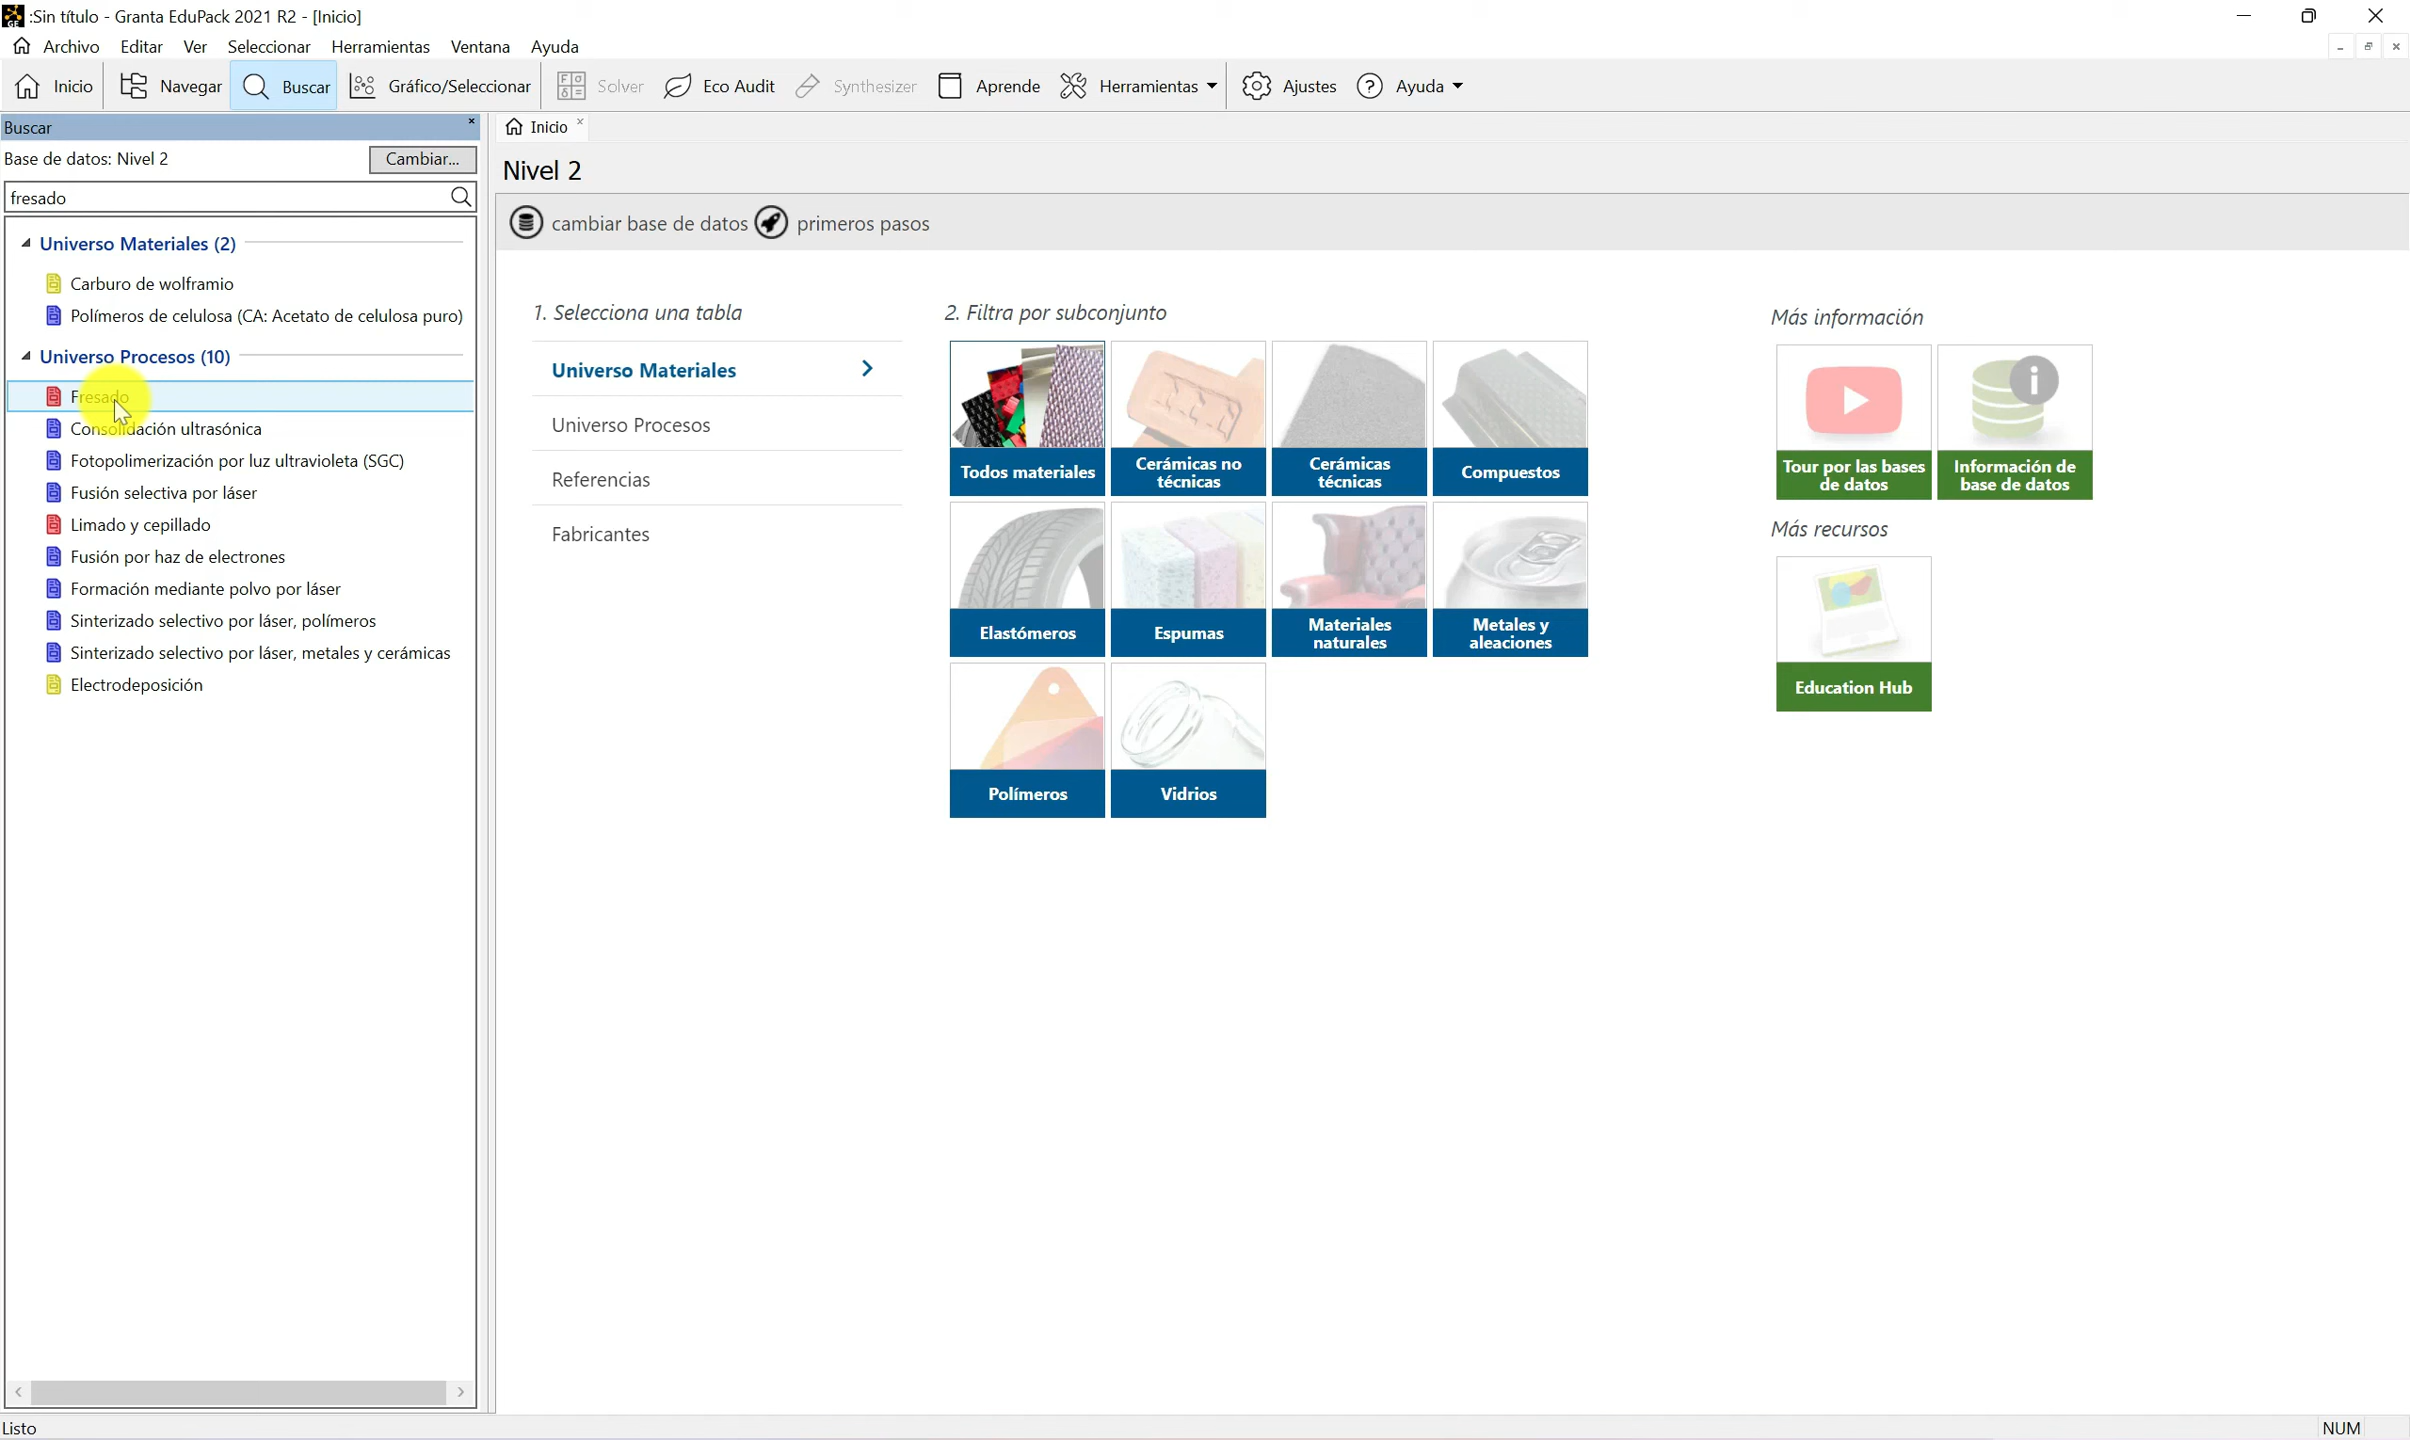 :Sin título - Granta EduPack 2021 R2 - [Inicio]
Archivo Editar Ver Seleccionar Herramientas Ventana Ayuda
Inicio Navegar Buscar Gráfico/Seleccionar Solver Eco Audit Synthesizer Aprende Herramientas Ajustes Ayuda
Buscar
Inicio
Base de datos: Nivel 2
Cambiar...
Nivel 2
fresado
cambiar base de datos
primeros pasos
Universo Materiales (2)
Carburo de wolframio
Polímeros de celulosa (CA: Acetato de celulosa puro)
Universo Procesos (10)
Fresado
Consolidación ultrasónica
Fotopolimerización por luz ultravioleta (SGC)
Fusión selectiva por láser
Limado y cepillado
Fusión por haz de electrones
Formación mediante polvo por láser
Sinterizado selectivo por láser, polímeros
Sinterizado selectivo por láser, metales y cerámicas
Electrodeposición
1. Selecciona una tabla
Universo Materiales
Universo Procesos
Referencias
Fabricantes
2. Filtra por subconjunto
Todos materiales
Cerámicas no
técnicas
Cerámicas
técnicas
Compuestos
Elastómeros
Espumas
Materiales
naturales
Metales y
aleaciones
Polímeros
Vidrios
Más información
Tour por las bases
de datos
Información de
base de datos
Más recursos
Education Hub
Listo
NUM